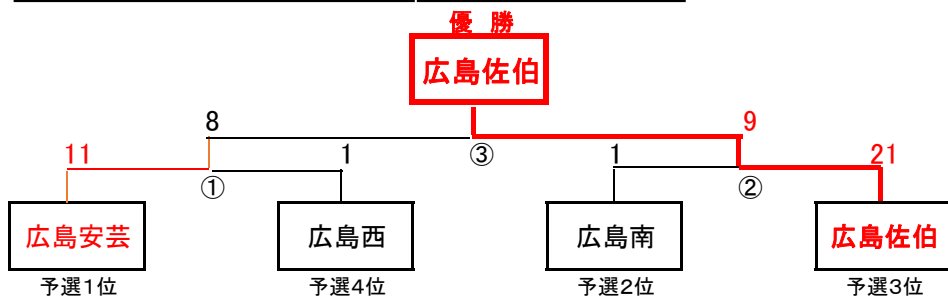 優 勝
広島佐伯
8
9
11
1
③
1
21
①
②
広島安芸
広島西
広島南
広島佐伯
予選1位
予選4位
予選2位
予選3位